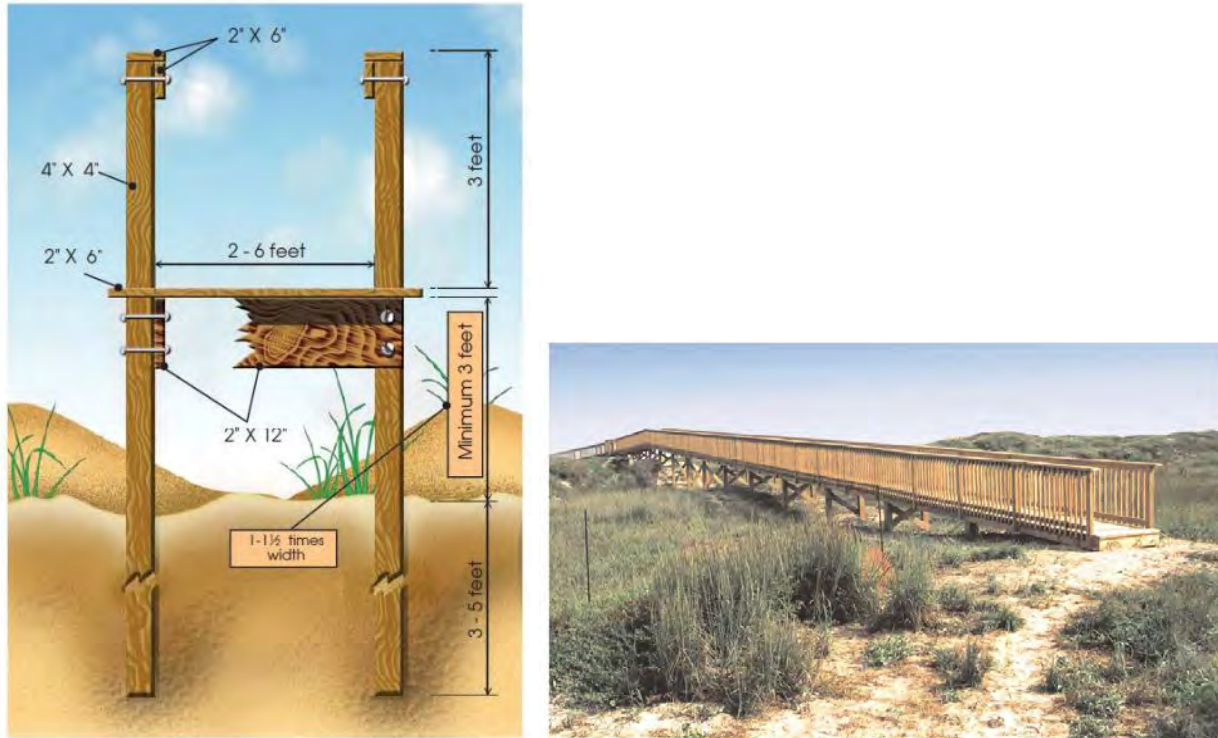 2" X 6"
4" X 4"
3 feet
2 - 6 feet
2" X 6"
Minimum 3 feet
2" X 12"
1-1½ times
width
3 - 5 feet